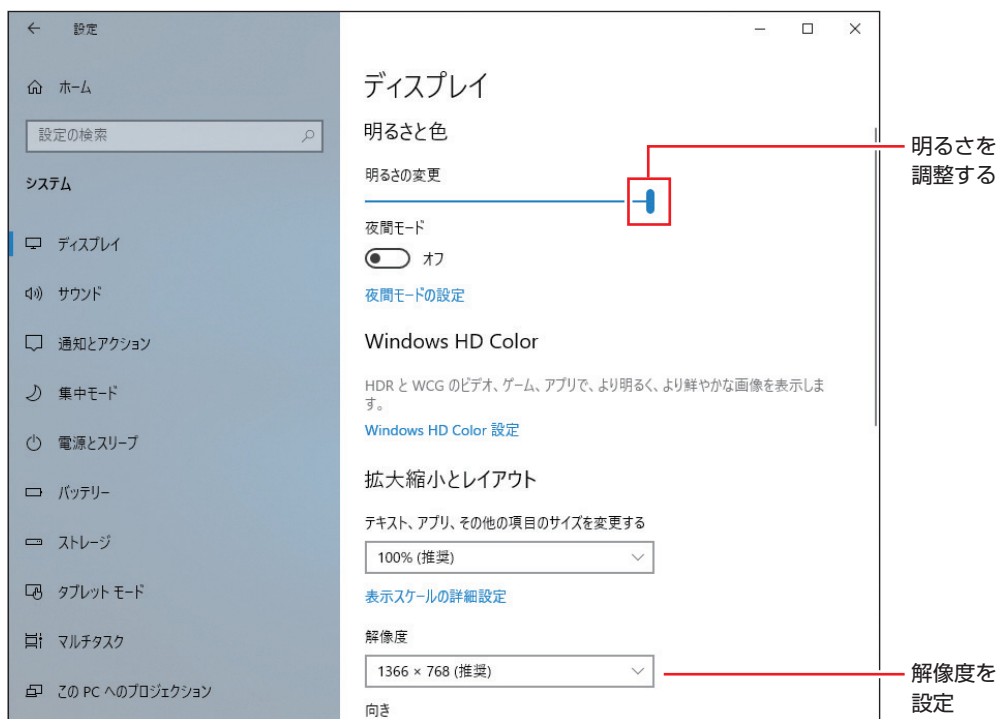 設定
ホーム
設定の検索
システム
ディスプレイ
サウンド
通知とアクション
集中モード
電源とスリープ
バッテリー
ストレージ
タブレット モード
マルチタスク
この PC へのプロジェクション
ディスプレイ
明るさと色
明るさの変更
夜間モード
オフ
夜間モードの設定
Windows HD Color
HDR と WCG のビデオ、ゲーム、アプリで、より明るく、より鮮やかな画像を表示しま
す。
Windows HD Color 設定
拡大縮小とレイアウト
テキスト、アプリ、その他の項目のサイズを変更する
100% (推奨)
表示スケールの詳細設定
解像度
1366 × 768 (推奨)
向き
明るさを
調整する
解像度を
設定